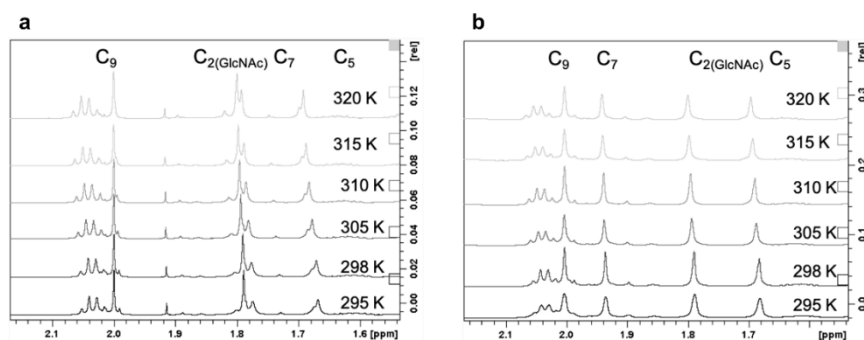 a
C9 C2(GlcNAc) C7 C5
320 K
315 K
310 K
305 K
298 K
295 K
0.12
0.10
0.08
0.06
0.04
0.02
0.00
[rel]
2.1 2.0 1.9 1.8 1.7 1.6 [ppm]
b
C9 C7 C2(GlcNAc) C5
320 K
315 K
310 K
305 K
298 K
295 K
0.3
0.2
0.1
[rel]
2.1 2.0 1.9 1.8 1.7 [ppm]